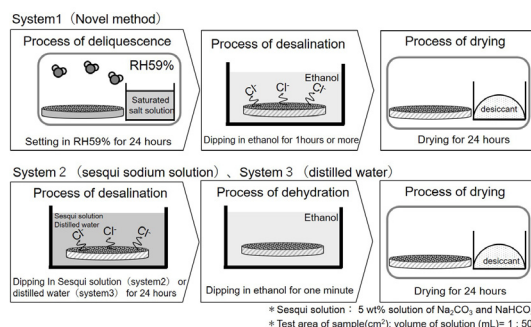 System1（Novel method）
Process of deliquescence
RH59%
Saturated
salt solution
Setting in RH59% for 24 hours
Process of desalination
Ethanol
Cl⁻ Cl⁻ Cl⁻
Dipping in ethanol for 1hours or more
Process of drying
desiccant
Drying for 24 hours
System 2 （sesqui sodium solution）、System 3 （distilled water）
Process of desalination
Sesqui solution
Distilled water
Cl⁻ Cl⁻ Cl⁻
Dipping In Sesqui solution （system2） or
distilled water （system3） for 24 hours
Process of dehydration
Ethanol
Dipping in ethanol for one minute
Process of drying
desiccant
Drying for 24 hours
＊Sesqui solution： 5 wt% solution of Na₂CO₃ and NaHCO
＊Test area of sample(cm²): volume of solution (mL)= 1 : 50